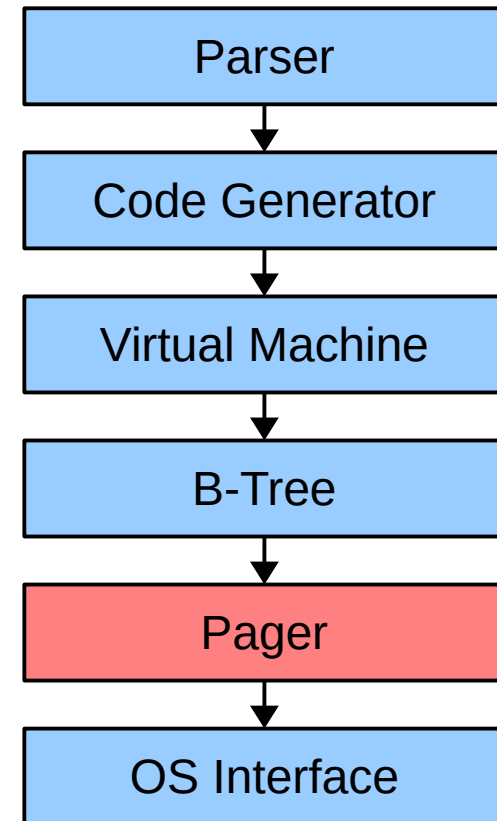 Parser
Code Generator
Virtual Machine
B-Tree
Pager
OS Interface